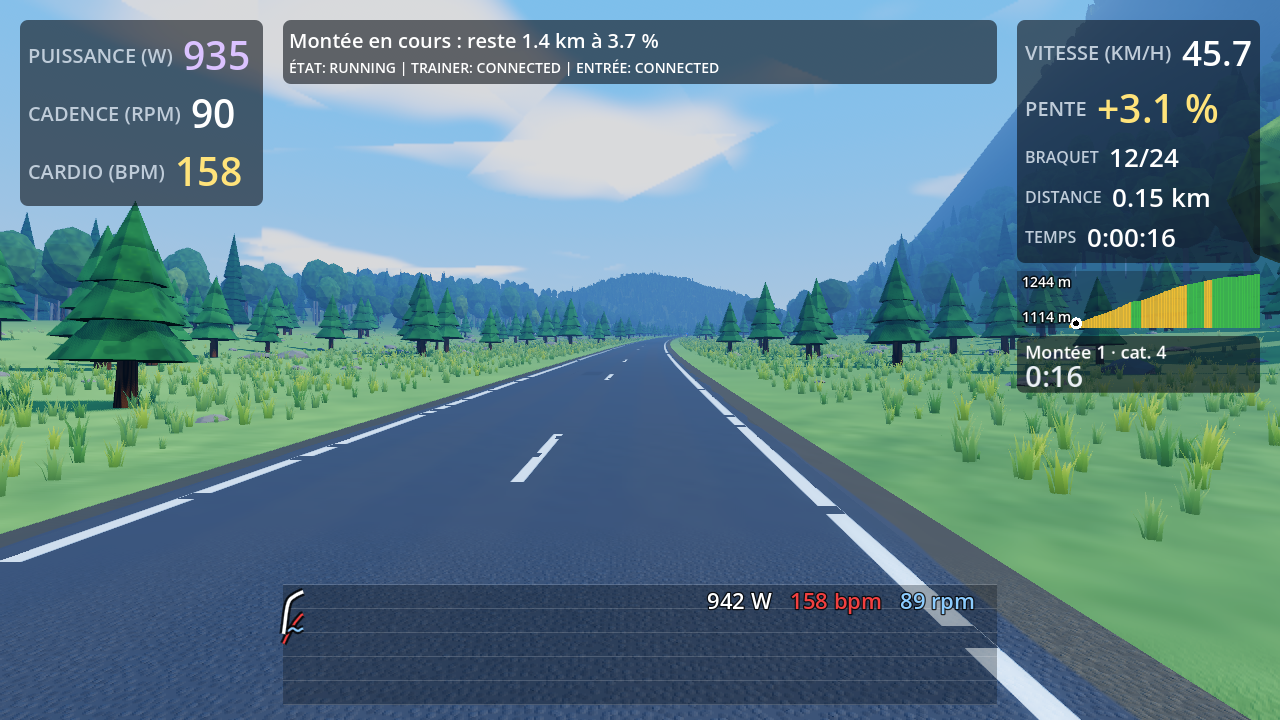 PUISSANCE (W) 935
CADENCE (RPM) 90
CARDIO (BPM) 158
Montée en cours : reste 1.4 km à 3.7 %
ÉTAT: RUNNING | TRAINER: CONNECTED | ENTRÉE: CONNECTED
VITESSE (KM/H) 45.7
PENTE +3.1 %
BRAQUET 12/24
DISTANCE 0.15 km
TEMPS 0:00:16
1244 m
1114 m
Montée 1 · cat. 4
0:16
942 W 158 bpm 89 rpm